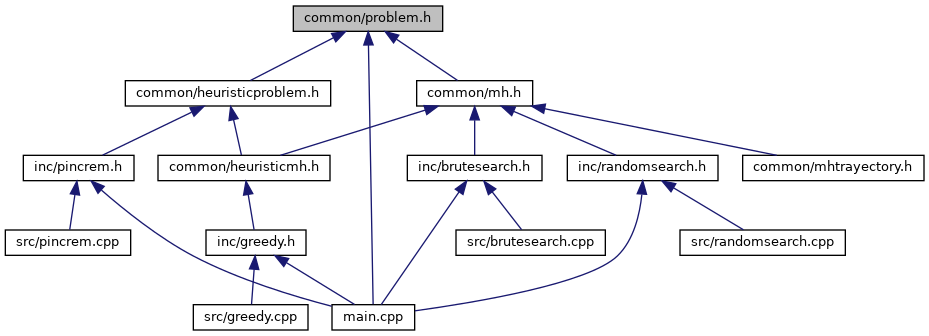 common/problem.h
common/heuristicproblem.h
common/mh.h
inc/pincrem.h
common/heuristicmh.h
inc/brutesearch.h
inc/randomsearch.h
common/mhtrayectory.h
src/pincrem.cpp
inc/greedy.h
src/brutesearch.cpp
src/randomsearch.cpp
src/greedy.cpp
main.cpp